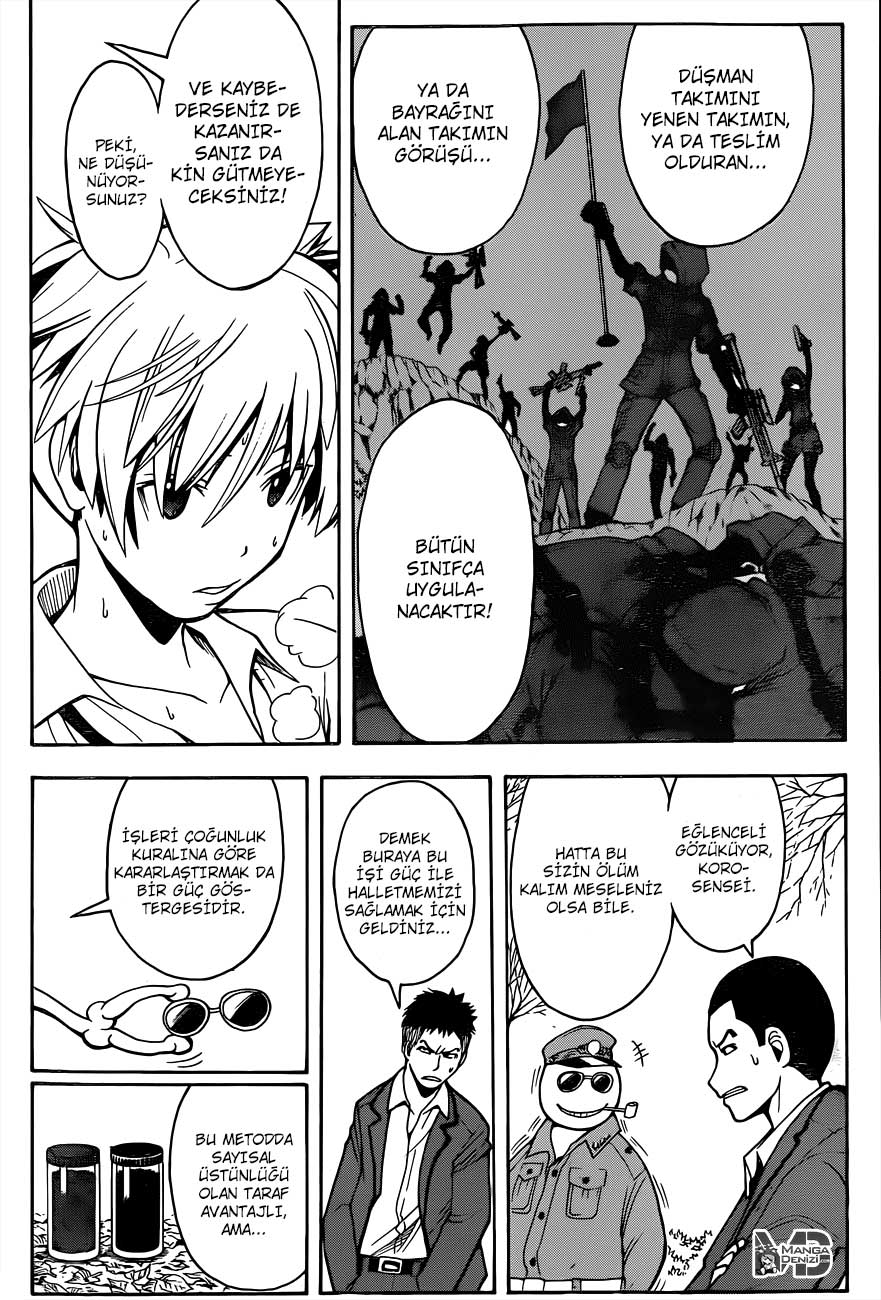 DÜŞMAN
TAKIMINI
YENEN TAKIMIN,
YA DA TESLİM
OLDURAN...
YA DA
BAYRAĞINI
ALAN TAKIMIN
GÖRÜŞÜ...
BÜTÜN
SINIFÇA
UYGULA-
NACAKTIR!
VE KAYBE-
DERSENİZ DE
KAZANIR-
SANIZ DA
KİN GÜTMEYE-
CEKSİNİZ!
PEKİ,
NE DÜŞÜ-
NÜYOR-
SUNUZ?
EĞLENCELİ
GÖZÜKÜYOR,
KORO-
SENSEİ.
HATTA BU
SİZİN ÖLÜM
KALIM MESELENİZ
OLSA BİLE.
DEMEK
BURAYA BU
İŞİ GÜÇ İLE
HALLETMEMİZİ
SAĞLAMAK İÇİN
GELDİNİZ...
İŞLERİ ÇOĞUNLUK
KURALINA GÖRE
KARARLAŞTIRMAK DA
BİR GÜÇ GÖS-
TERGESİDİR.
BU METODDA
SAYISAL
ÜSTÜNLÜĞÜ
OLAN TARAF
AVANTAJLI,
AMA...
MANGA
DENİZİ